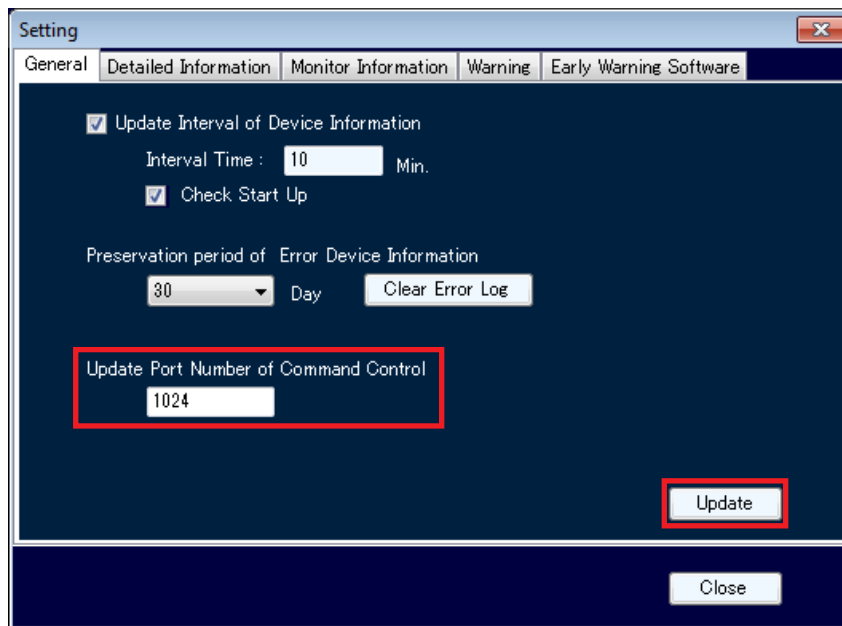 Setting
General Detailed Information Monitor Information Warning Early Warning Software
Update Interval of Device Information
Interval Time : 10 Min.
Check Start Up
Preservation period of Error Device Information
30 Day Clear Error Log
Update Port Number of Command Control
1024
Update
Close